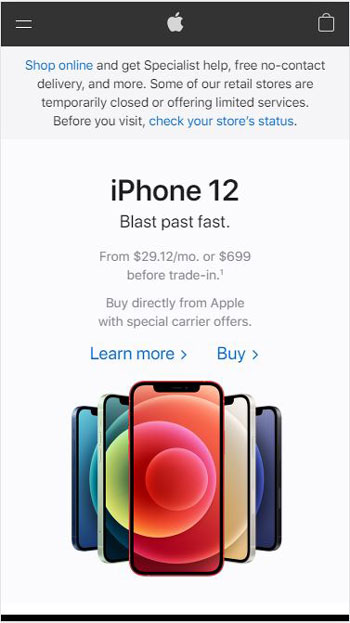 Shop online and get Specialist help, free no-contact
delivery, and more. Some of our retail stores are
temporarily closed or offering limited services.
Before you visit, check your store’s status.
iPhone 12
Blast past fast.
From $29.12/mo. or $699
before trade-in.¹
Buy directly from Apple
with special carrier offers.
Learn more > Buy >